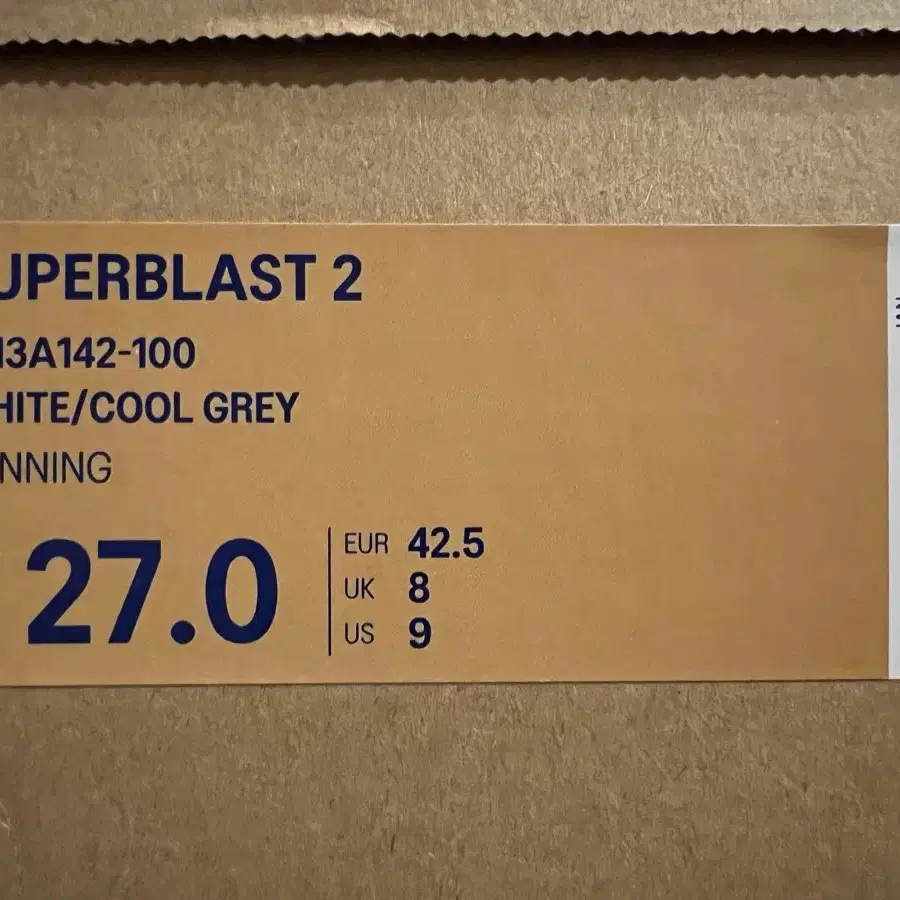 UPERBLAST 2
13A142-100
HITE/COOL GREY
NNING
27.0
EUR 42.5
UK 8
US 9